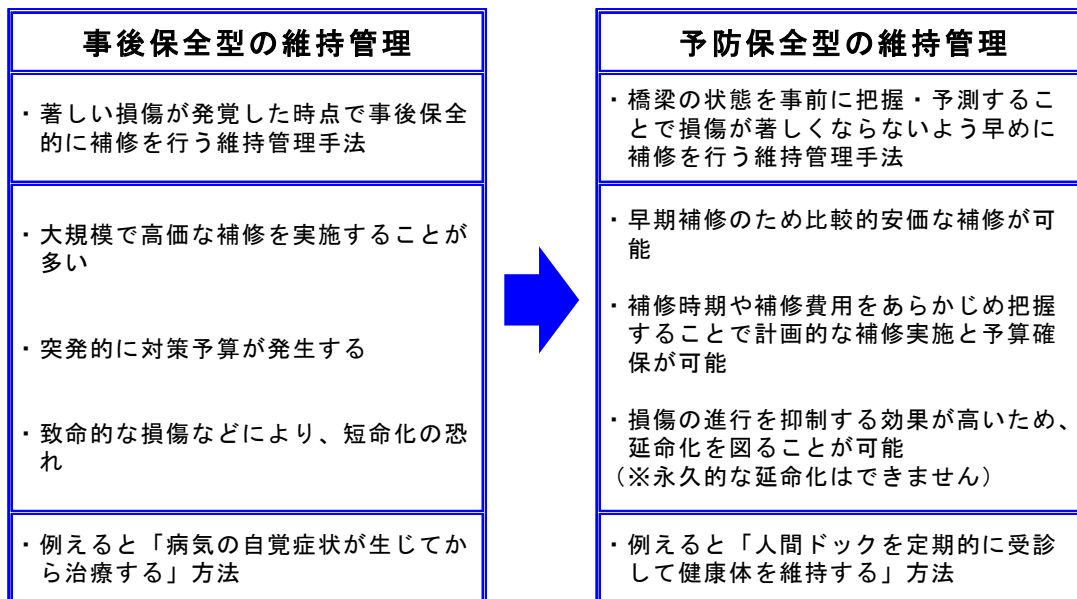 事後保全型の維持管理
・著しい損傷が発覚した時点で事後保全
的に補修を行う維持管理手法
・大規模で高価な補修を実施することが
多い
・突発的に対策予算が発生する
・致命的な損傷などにより、短命化の恐
れ
・例えると「病気の自覚症状が生じてか
ら治療する」方法
予防保全型の維持管理
・橋梁の状態を事前に把握・予測するこ
とで損傷が著しくならないよう早めに
補修を行う維持管理手法
・早期補修のため比較的安価な補修が可
能
・補修時期や補修費用をあらかじめ把握
することで計画的な補修実施と予算確
保が可能
・損傷の進行を抑制する効果が高いため、
延命化を図ることが可能
（※永久的な延命化はできません）
・例えると「人間ドックを定期的に受診
して健康体を維持する」方法